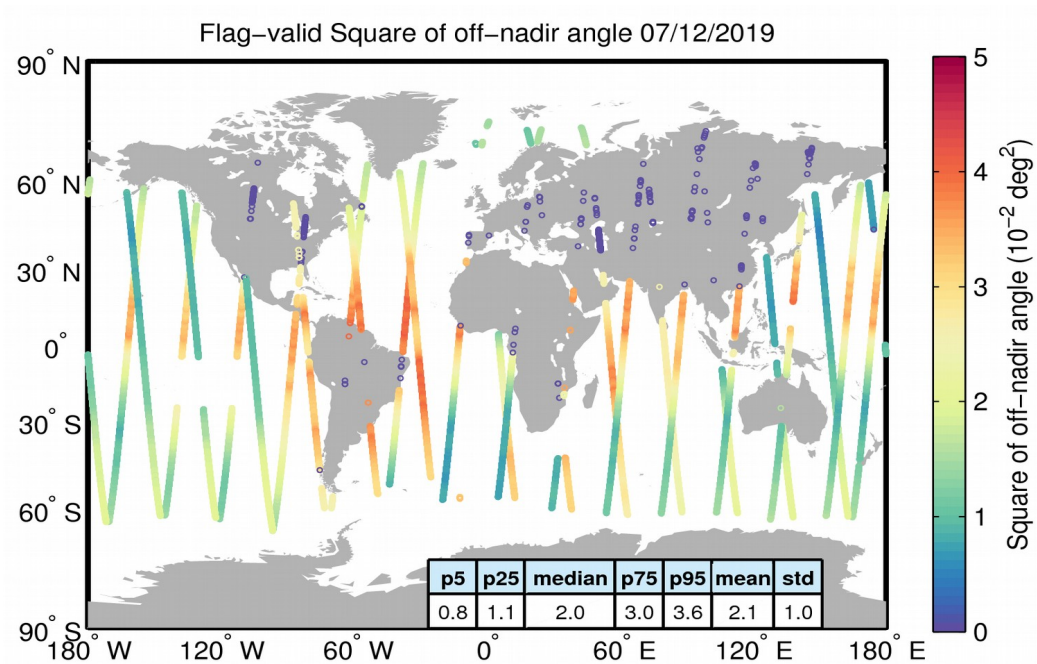 Flag−valid Square of off−nadir angle 07/12/2019
90° N
60° N
30° N
0°
30° S
60° S
90° S
180° W
120° W
60° W
0°
60° E
120° E
180° E
p5 p25 median p75 p95 mean std
0.8 1.1 2.0 3.0 3.6 2.1 1.0
5
4
3
2
1
0
Square of off−nadir angle (10⁻² deg²)